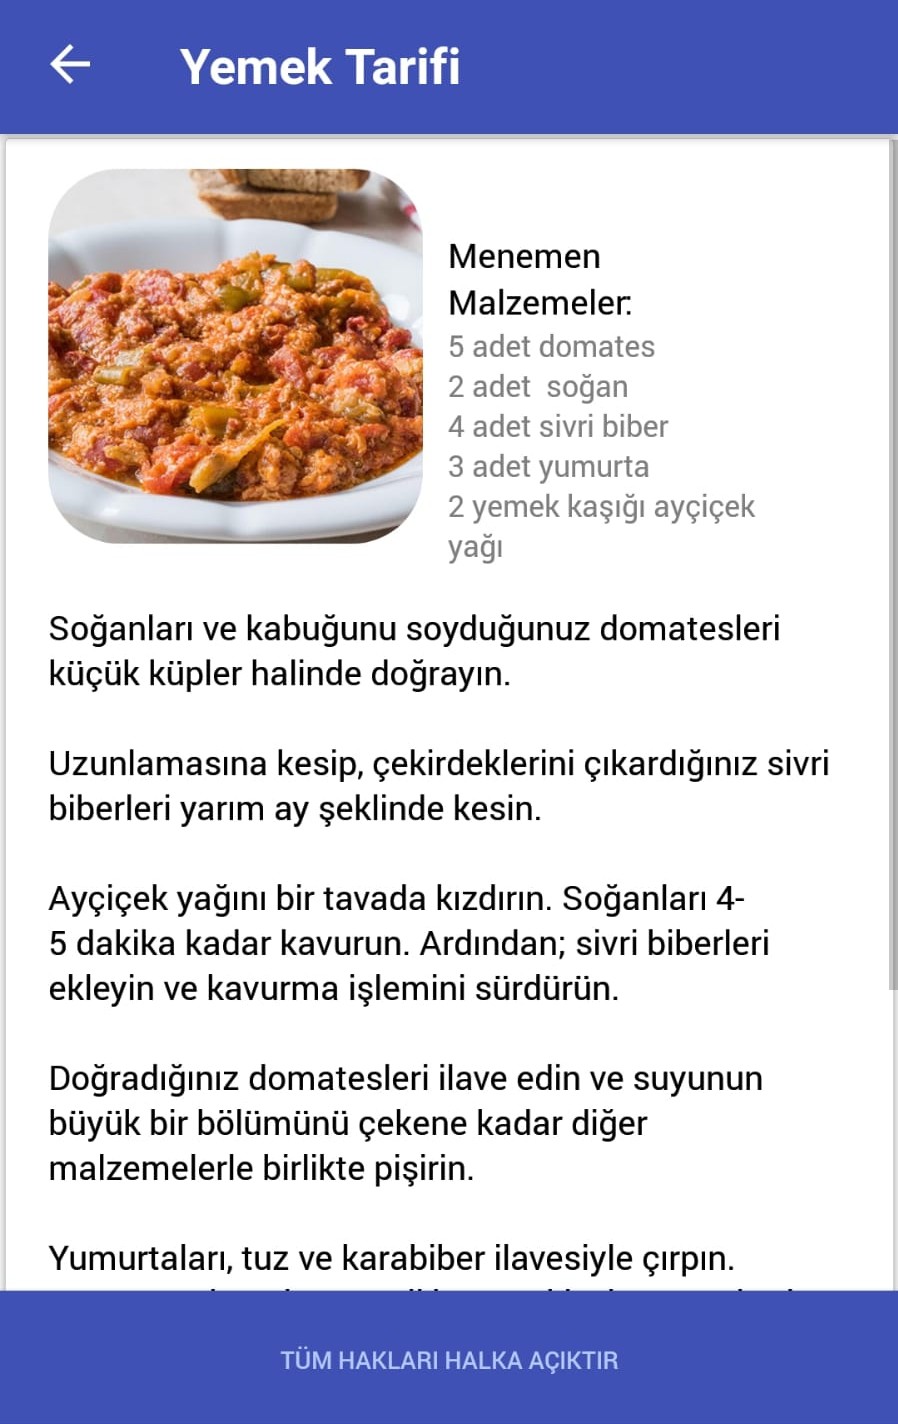 Yemek Tarifi
Menemen
Malzemeler:
5 adet domates
2 adet  soğan
4 adet sivri biber
3 adet yumurta
2 yemek kaşığı ayçiçek
yağı
Soğanları ve kabuğunu soyduğunuz domatesleri
küçük küpler halinde doğrayın.
Uzunlamasına kesip, çekirdeklerini çıkardığınız sivri
biberleri yarım ay şeklinde kesin.
Ayçiçek yağını bir tavada kızdırın. Soğanları 4-
5 dakika kadar kavurun. Ardından; sivri biberleri
ekleyin ve kavurma işlemini sürdürün.
Doğradığınız domatesleri ilave edin ve suyunun
büyük bir bölümünü çekene kadar diğer
malzemelerle birlikte pişirin.
Yumurtaları, tuz ve karabiber ilavesiyle çırpın.
TÜM HAKLARI HALKA AÇIKTIR